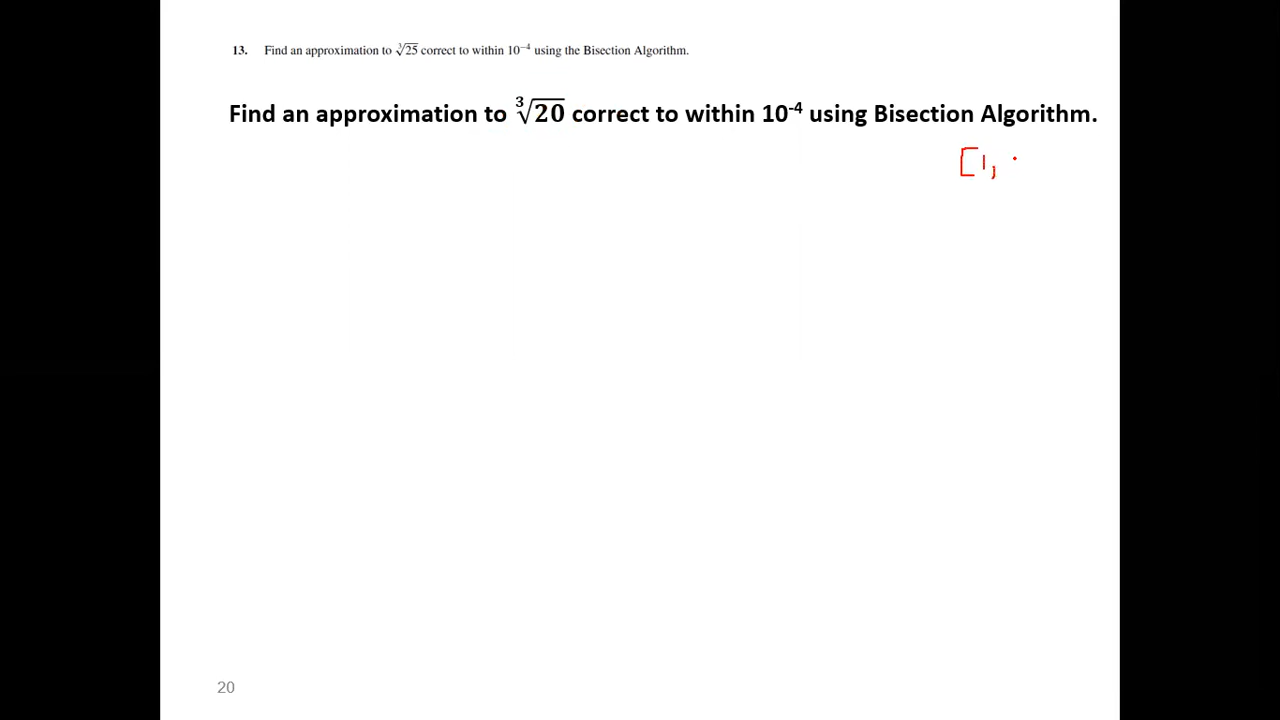 13. Find an approximation to ∛25 correct to within 10⁻⁴ using the Bisection Algorithm.
Find an approximation to ∛20 correct to within 10⁻⁴ using Bisection Algorithm.
[1,
20